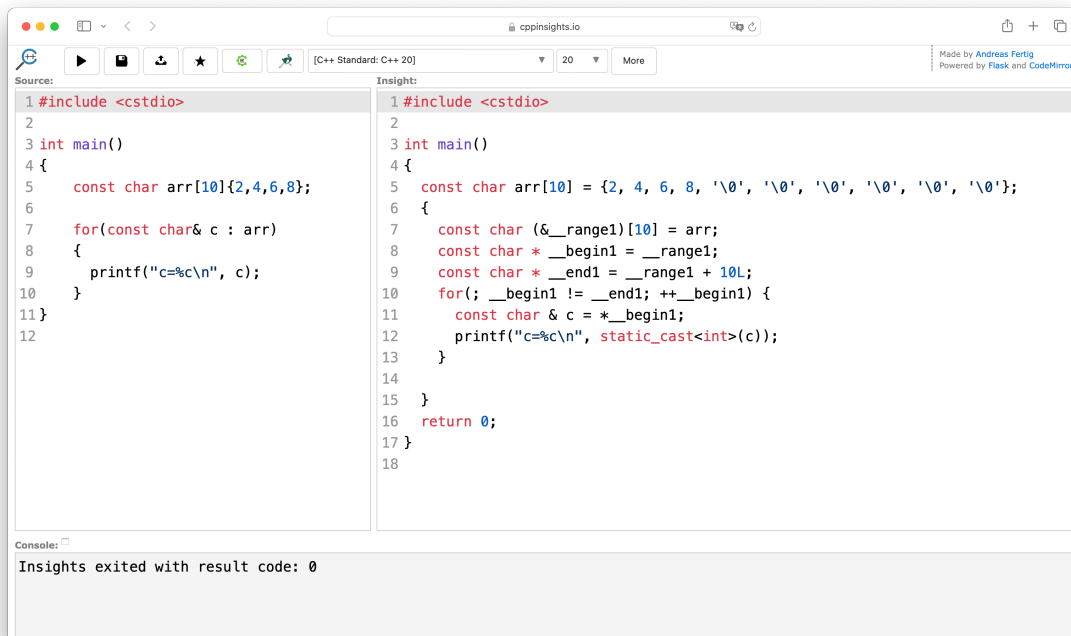 cppinsights.io
[C++ Standard: C++ 20] ▼ 20 ▼ More
Made by Andreas Fertig
Powered by Flask and CodeMirror
Source:
1 #include <cstdio>
2
3 int main()
4 {
5     const char arr[10]{2,4,6,8};
6
7     for(const char& c : arr)
8     {
9       printf("c=%c\n", c);
10     }
11 }
12
Insight:
1 #include <cstdio>
2
3 int main()
4 {
5   const char arr[10] = {2, 4, 6, 8, '\0', '\0', '\0', '\0', '\0', '\0'};
6   {
7     const char (&__range1)[10] = arr;
8     const char * __begin1 = __range1;
9     const char * __end1 = __range1 + 10L;
10     for(; __begin1 != __end1; ++__begin1) {
11       const char & c = *__begin1;
12       printf("c=%c\n", static_cast<int>(c));
13     }
14
15   }
16   return 0;
17 }
18
Console:
Insights exited with result code: 0